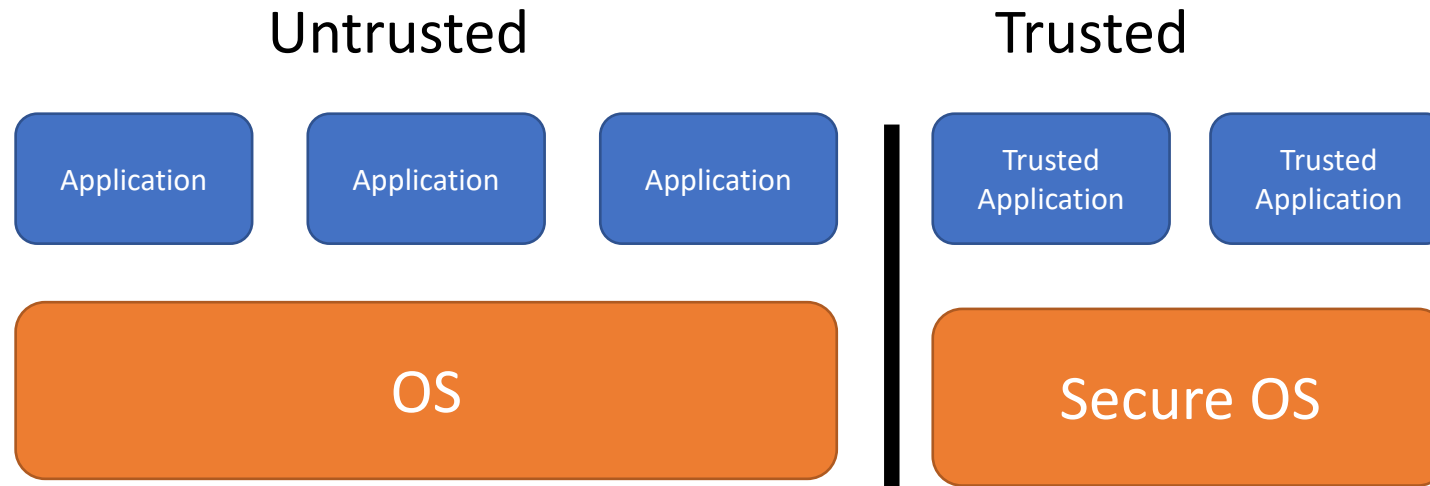 Untrusted
Trusted
Application
Application
Application
Trusted
Application
Trusted
Application
OS
Secure OS